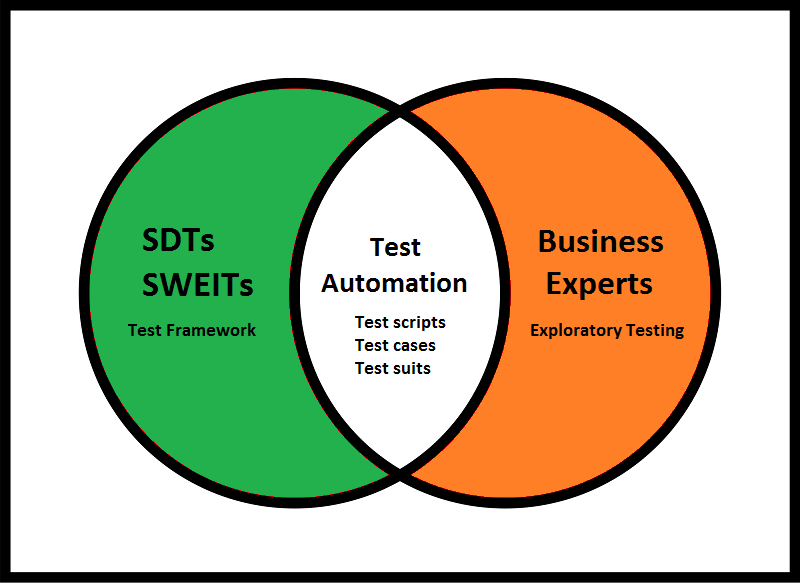 SDTs
SWEITs
Test Framework
Test
Automation
Test scripts
Test cases
Test suits
Business
Experts
Exploratory Testing